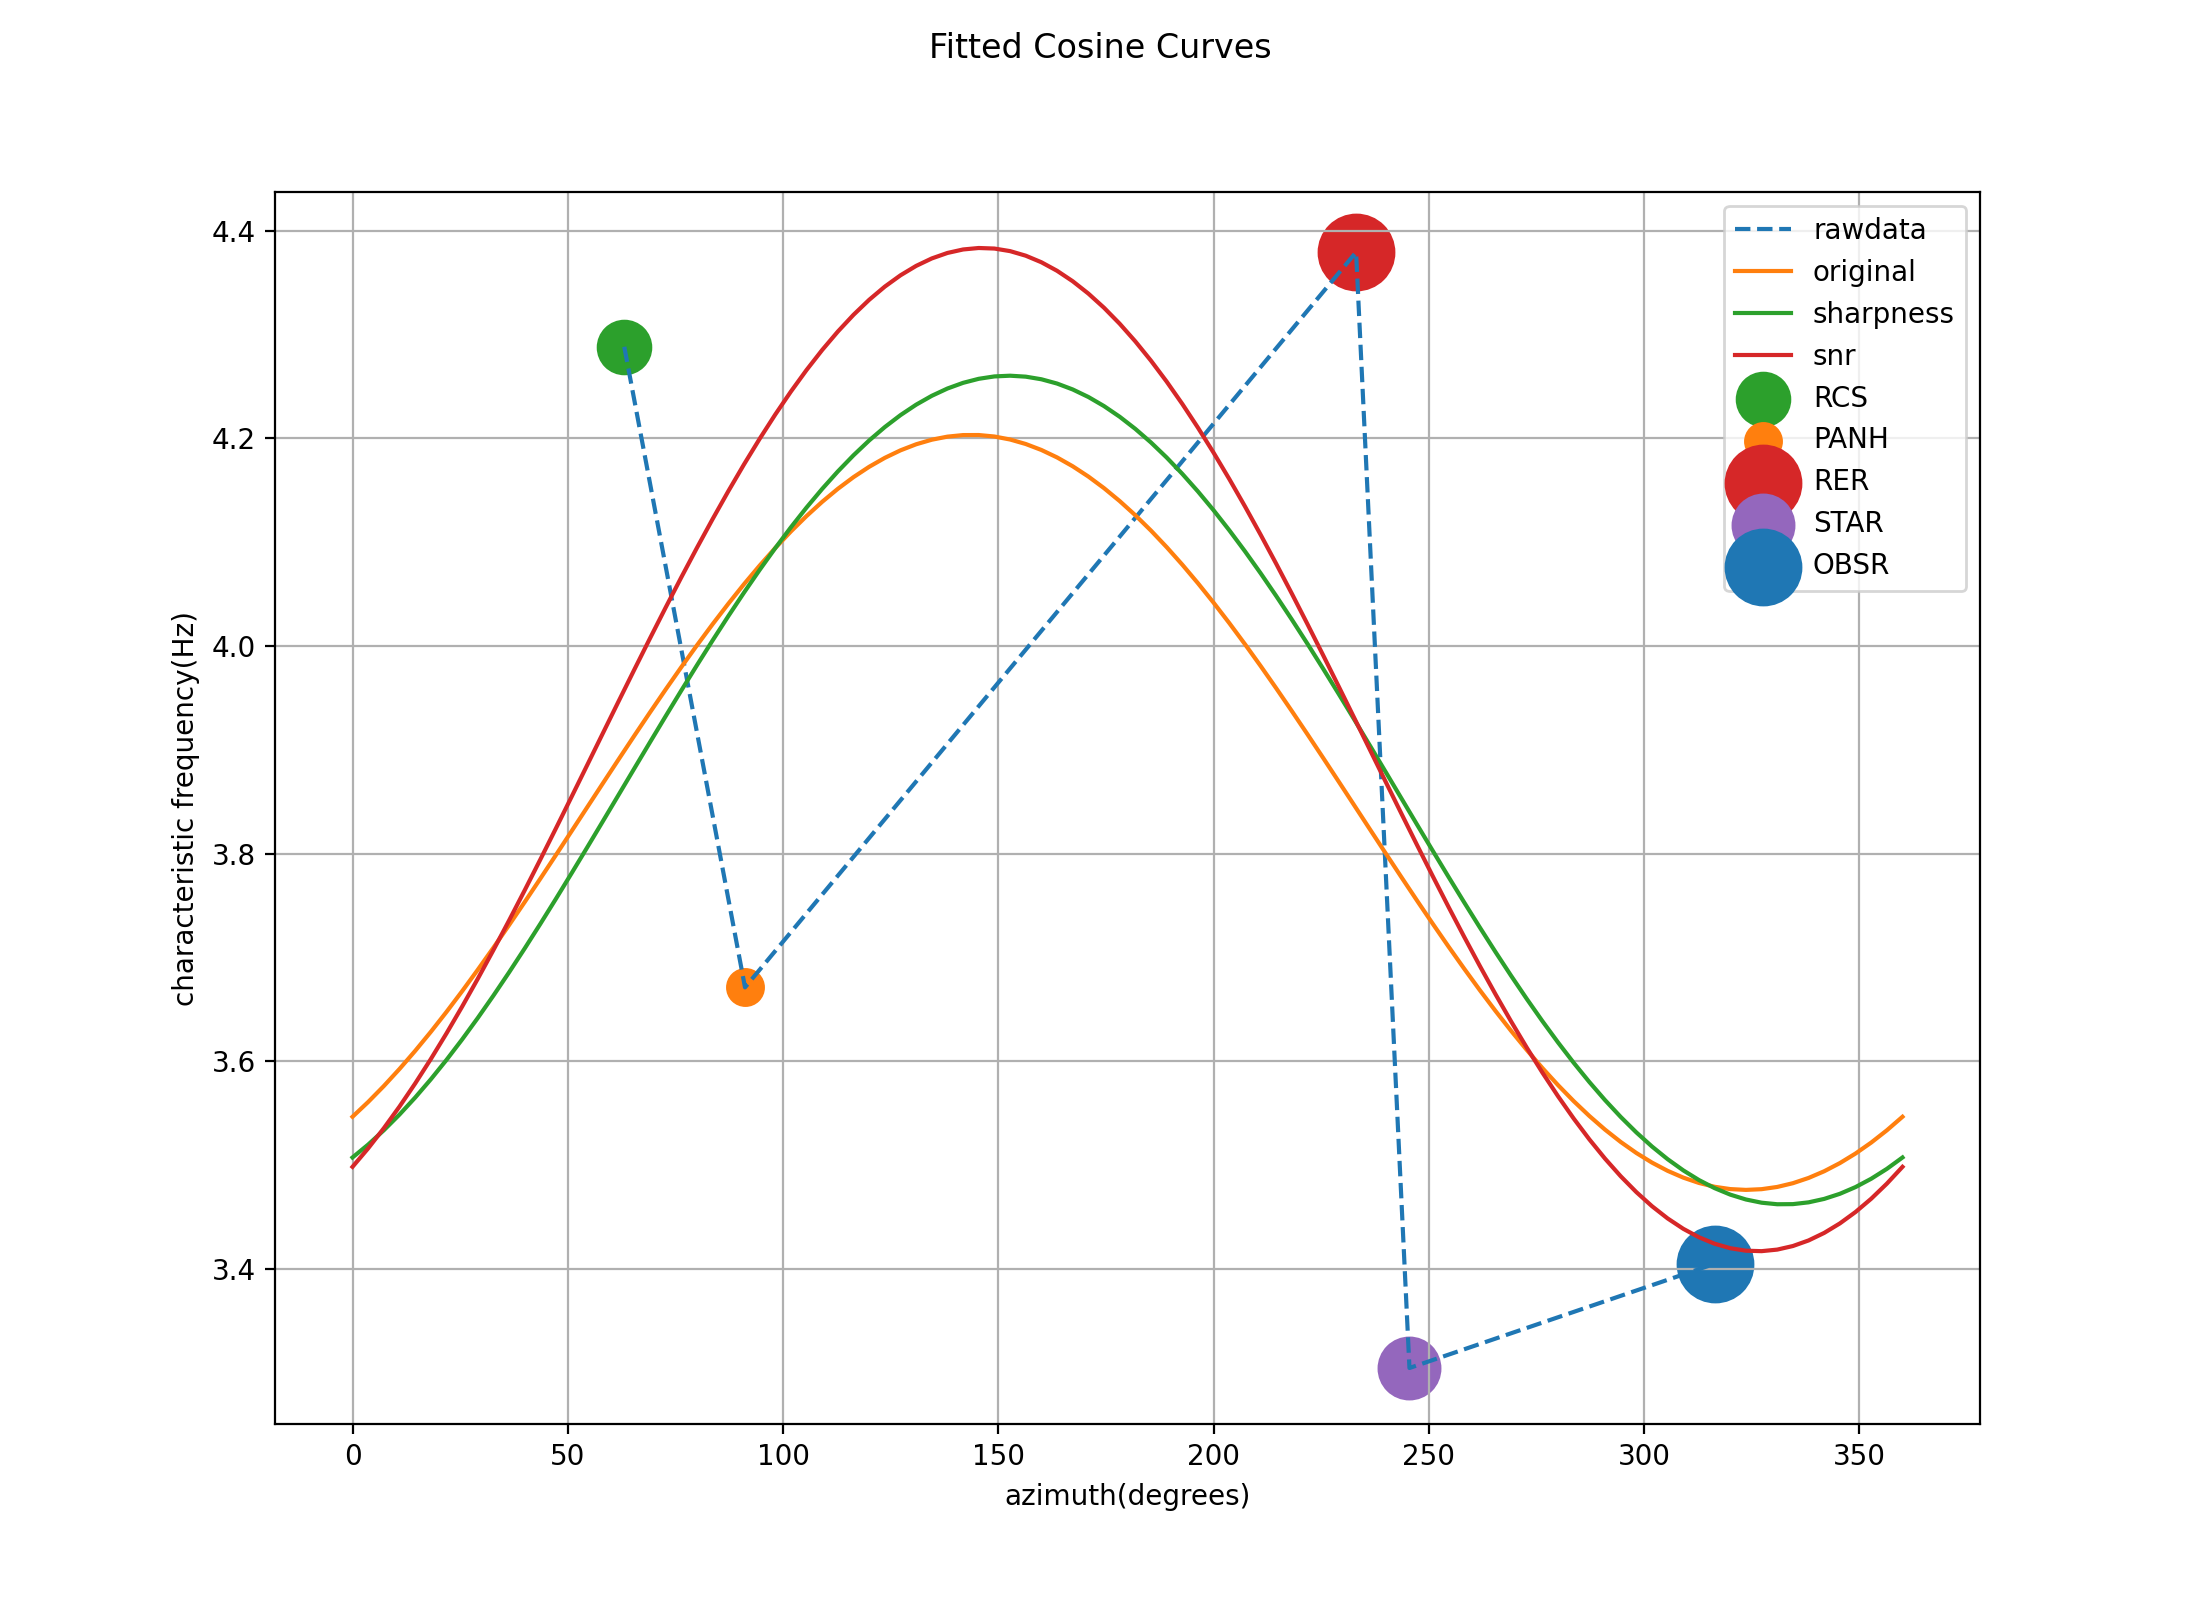 Fitted Cosine Curves
4.4
4.2
4.0
3.8
3.6
3.4
characteristic frequency(Hz)
rawdata
original
sharpness
snr
RCS
PANH
RER
STAR
OBSR
0 50 100 150 200 250 300 350
azimuth(degrees)